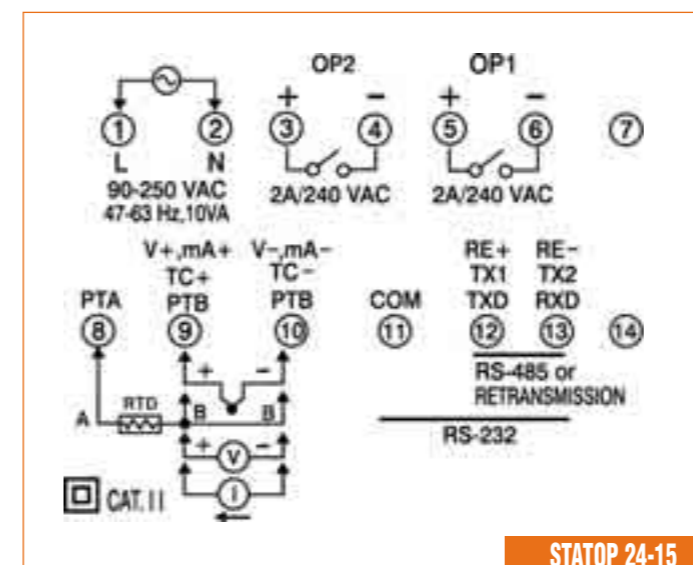 OP2 OP1
+ − + −
1 2 3 4 5 6 7
L N
90-250 VAC 2A/240 VAC 2A/240 VAC
47-63 Hz,10VA
V+,mA+ V−,mA− RE+ RE−
TC+ TC− TX1 TX2
PTA PTB PTB COM TXD RXD
8 9 10 11 12 13 14
+ −
RS-485 or
RETRANSMISSION
A RTD B B
RS-232
+ V −
I
CAT. II
STATOP 24-15